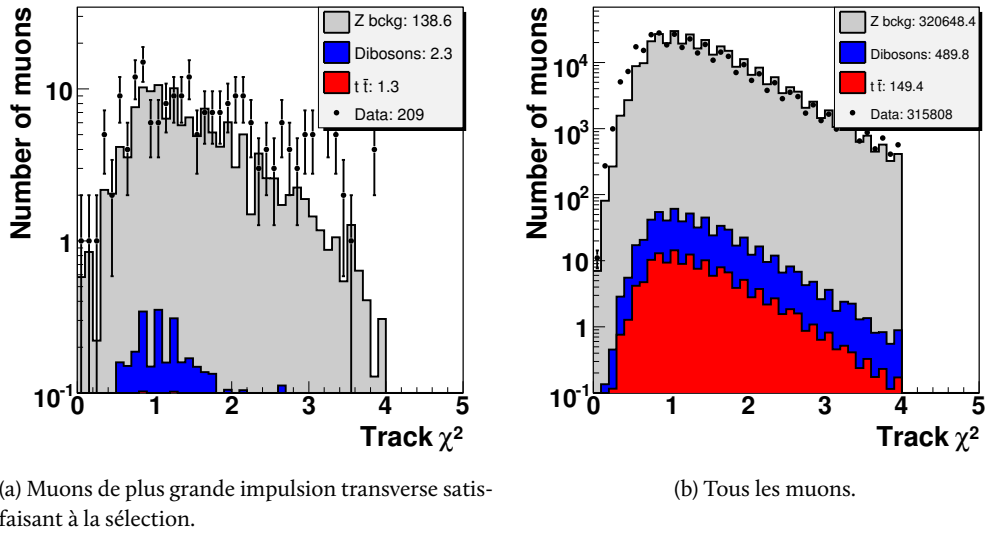 Number of muons
10
1
10-1
0 1 2 3 4 5
Track χ2
Z bckg: 138.6
Dibosons: 2.3
t t̄: 1.3
Data: 209
(a) Muons de plus grande impulsion transverse satis-
faisant à la sélection.
Number of muons
104
103
102
10
1
10-1
0 1 2 3 4 5
Track χ2
Z bckg: 320648.4
Dibosons: 489.8
t t̄: 149.4
Data: 315808
(b) Tous les muons.